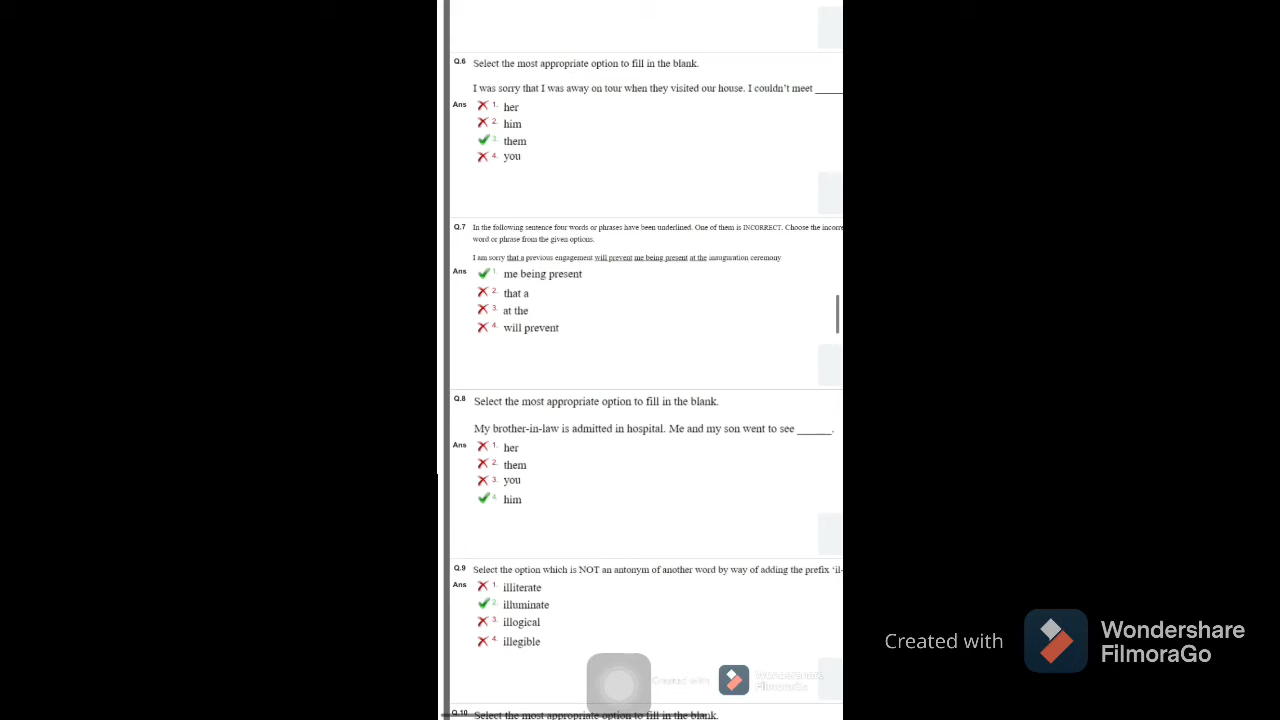 Q.6 Select the most appropriate option to fill in the blank.
I was sorry that I was away on tour when they visited our house. I couldn't meet _____
Ans 1. her
2. him
3. them
4. you
Q.7 In the following sentence four words or phrases have been underlined. One of them is INCORRECT. Choose the incorre
word or phrase from the given options.
I am sorry that a previous engagement will prevent me being present at the inauguration ceremony
Ans 1. me being present
2. that a
3. at the
4. will prevent
Q.8 Select the most appropriate option to fill in the blank.
My brother-in-law is admitted in hospital. Me and my son went to see ______.
Ans 1. her
2. them
3. you
4. him
Q.9 Select the option which is NOT an antonym of another word by way of adding the prefix 'il-
Ans 1. illiterate
2. illuminate
3. illogical
4. illegible
Q.10 Select the most appropriate option to fill in the blank.
Created with
Wondershare
FilmoraGo
Created with
Wondershare
FilmoraGo